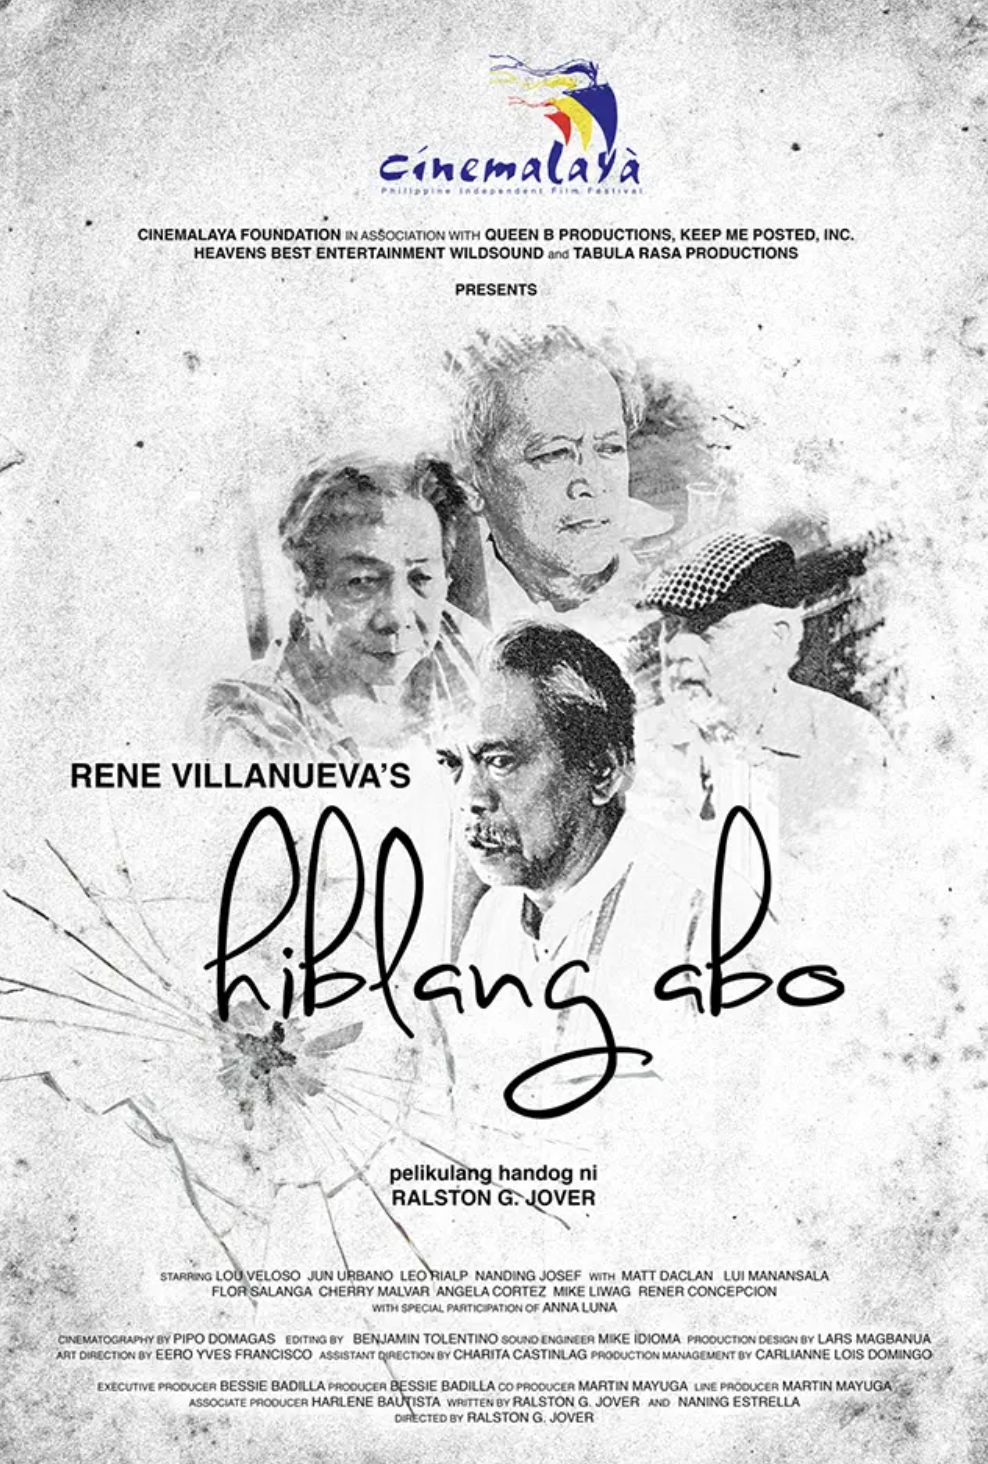 cinemalayà
Philippine Independent Film Festival
CINEMALAYA FOUNDATION IN ASSOCIATION WITH QUEEN B PRODUCTIONS, KEEP ME POSTED, INC.
HEAVENS BEST ENTERTAINMENT WILDSOUND and TABULA RASA PRODUCTIONS
PRESENTS
RENE VILLANUEVA'S
hiblang abo
pelikulang handog ni
RALSTON G. JOVER
STARRING LOU VELOSO JUN URBANO LEO RIALP NANDING JOSEF WITH MATT DACLAN LUI MANANSALA
FLOR SALANGA CHERRY MALVAR ANGELA CORTEZ MIKE LIWAG RENER CONCEPCION
WITH SPECIAL PARTICIPATION OF ANNA LUNA
CINEMATOGRAPHY BY PIPO DOMAGAS EDITING BY BENJAMIN TOLENTINO SOUND ENGINEER MIKE IDIOMA PRODUCTION DESIGN BY LARS MAGBANUA
ART DIRECTION BY EERO YVES FRANCISCO ASSISTANT DIRECTION BY CHARITA CASTINLAG PRODUCTION MANAGEMENT BY CARLIANNE LOIS DOMINGO
EXECUTIVE PRODUCER BESSIE BADILLA PRODUCER BESSIE BADILLA CO PRODUCER MARTIN MAYUGA LINE PRODUCER MARTIN MAYUGA
ASSOCIATE PRODUCER HARLENE BAUTISTA WRITTEN BY RALSTON G. JOVER AND NANING ESTRELLA
DIRECTED BY RALSTON G. JOVER